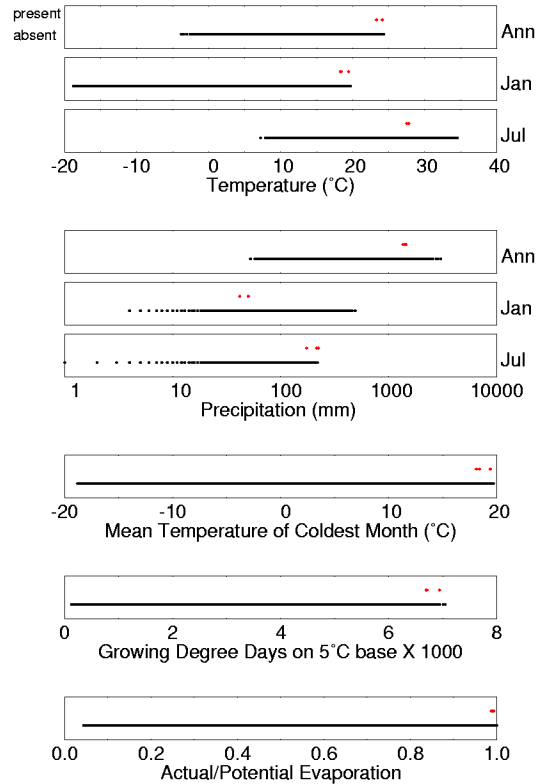 present
absent
Ann
Jan
Jul
-20 -10 0 10 20 30 40
Temperature (˚C)
Ann
Jan
Jul
1 10 100 1000 10000
Precipitation (mm)
-20 -10 0 10 20
Mean Temperature of Coldest Month (˚C)
0 2 4 6 8
Growing Degree Days on 5˚C base X 1000
0.0 0.2 0.4 0.6 0.8 1.0
Actual/Potential Evaporation